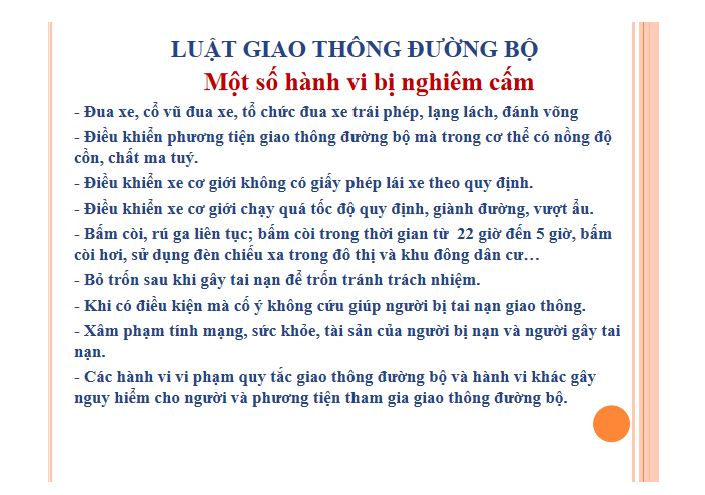 LUẬT GIAO THÔNG ĐƯỜNG BỘ
Một số hành vi bị nghiêm cấm
- Đua xe, cổ vũ đua xe, tổ chức đua xe trái phép, lạng lách, đánh võng
- Điều khiển phương tiện giao thông đường bộ mà trong cơ thể có nồng độ
cồn, chất ma tuý.
- Điều khiển xe cơ giới không có giấy phép lái xe theo quy định.
- Điều khiển xe cơ giới chạy quá tốc độ quy định, giành đường, vượt ẩu.
- Bấm còi, rú ga liên tục; bấm còi trong thời gian từ 22 giờ đến 5 giờ, bấm
còi hơi, sử dụng đèn chiếu xa trong đô thị và khu đông dân cư…
- Bỏ trốn sau khi gây tai nạn để trốn tránh trách nhiệm.
- Khi có điều kiện mà cố ý không cứu giúp người bị tai nạn giao thông.
- Xâm phạm tính mạng, sức khỏe, tài sản của người bị nạn và người gây tai
nạn.
- Các hành vi vi phạm quy tắc giao thông đường bộ và hành vi khác gây
nguy hiểm cho người và phương tiện tham gia giao thông đường bộ.